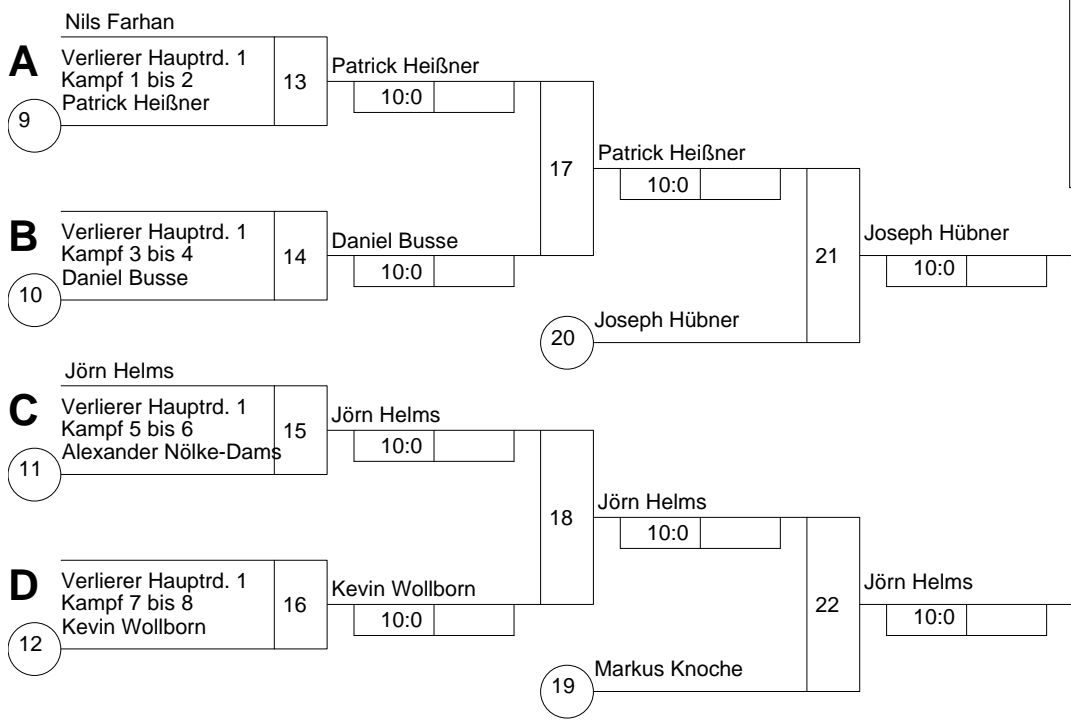 Nils Farhan
A
Verlierer Hauptrd. 1
Kampf 1 bis 2
Patrick Heißner
9
13
Patrick Heißner
10:0
17
Patrick Heißner
10:0
B
Verlierer Hauptrd. 1
Kampf 3 bis 4
Daniel Busse
10
14
Daniel Busse
10:0
21
Joseph Hübner
10:0
20
Joseph Hübner
Jörn Helms
C
Verlierer Hauptrd. 1
Kampf 5 bis 6
Alexander Nölke-Dams
11
15
Jörn Helms
10:0
18
Jörn Helms
10:0
D
Verlierer Hauptrd. 1
Kampf 7 bis 8
Kevin Wollborn
12
16
Kevin Wollborn
10:0
22
Jörn Helms
10:0
19
Markus Knoche